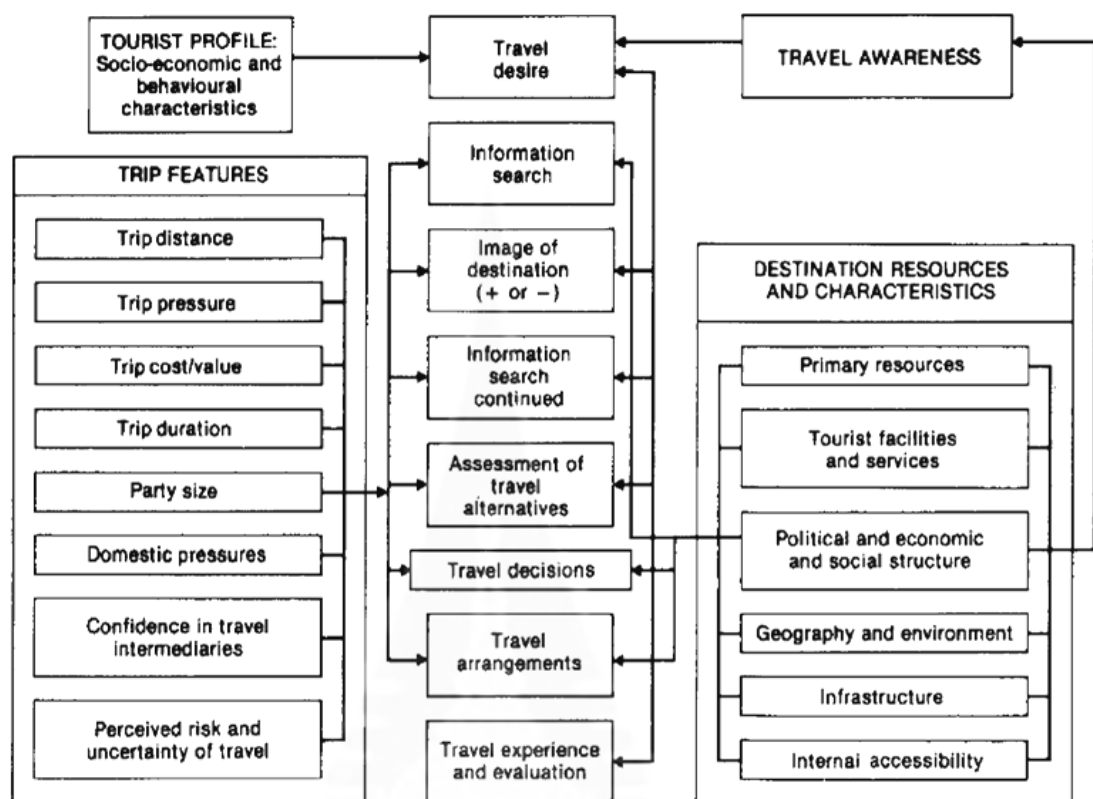 TOURIST PROFILE:
Socio-economic and
behavioural
characteristics
Travel
desire
TRAVEL AWARENESS
TRIP FEATURES
Trip distance
Trip pressure
Trip cost/value
Trip duration
Party size
Domestic pressures
Confidence in travel
intermediaries
Perceived risk and
uncertainty of travel
Information
search
Image of
destination
(+ or −)
Information
search
continued
Assessment of
travel
alternatives
Travel decisions
Travel
arrangements
Travel experience
and evaluation
DESTINATION RESOURCES
AND CHARACTERISTICS
Primary resources
Tourist facilities
and services
Political and economic
and social structure
Geography and environment
Infrastructure
Internal accessibility